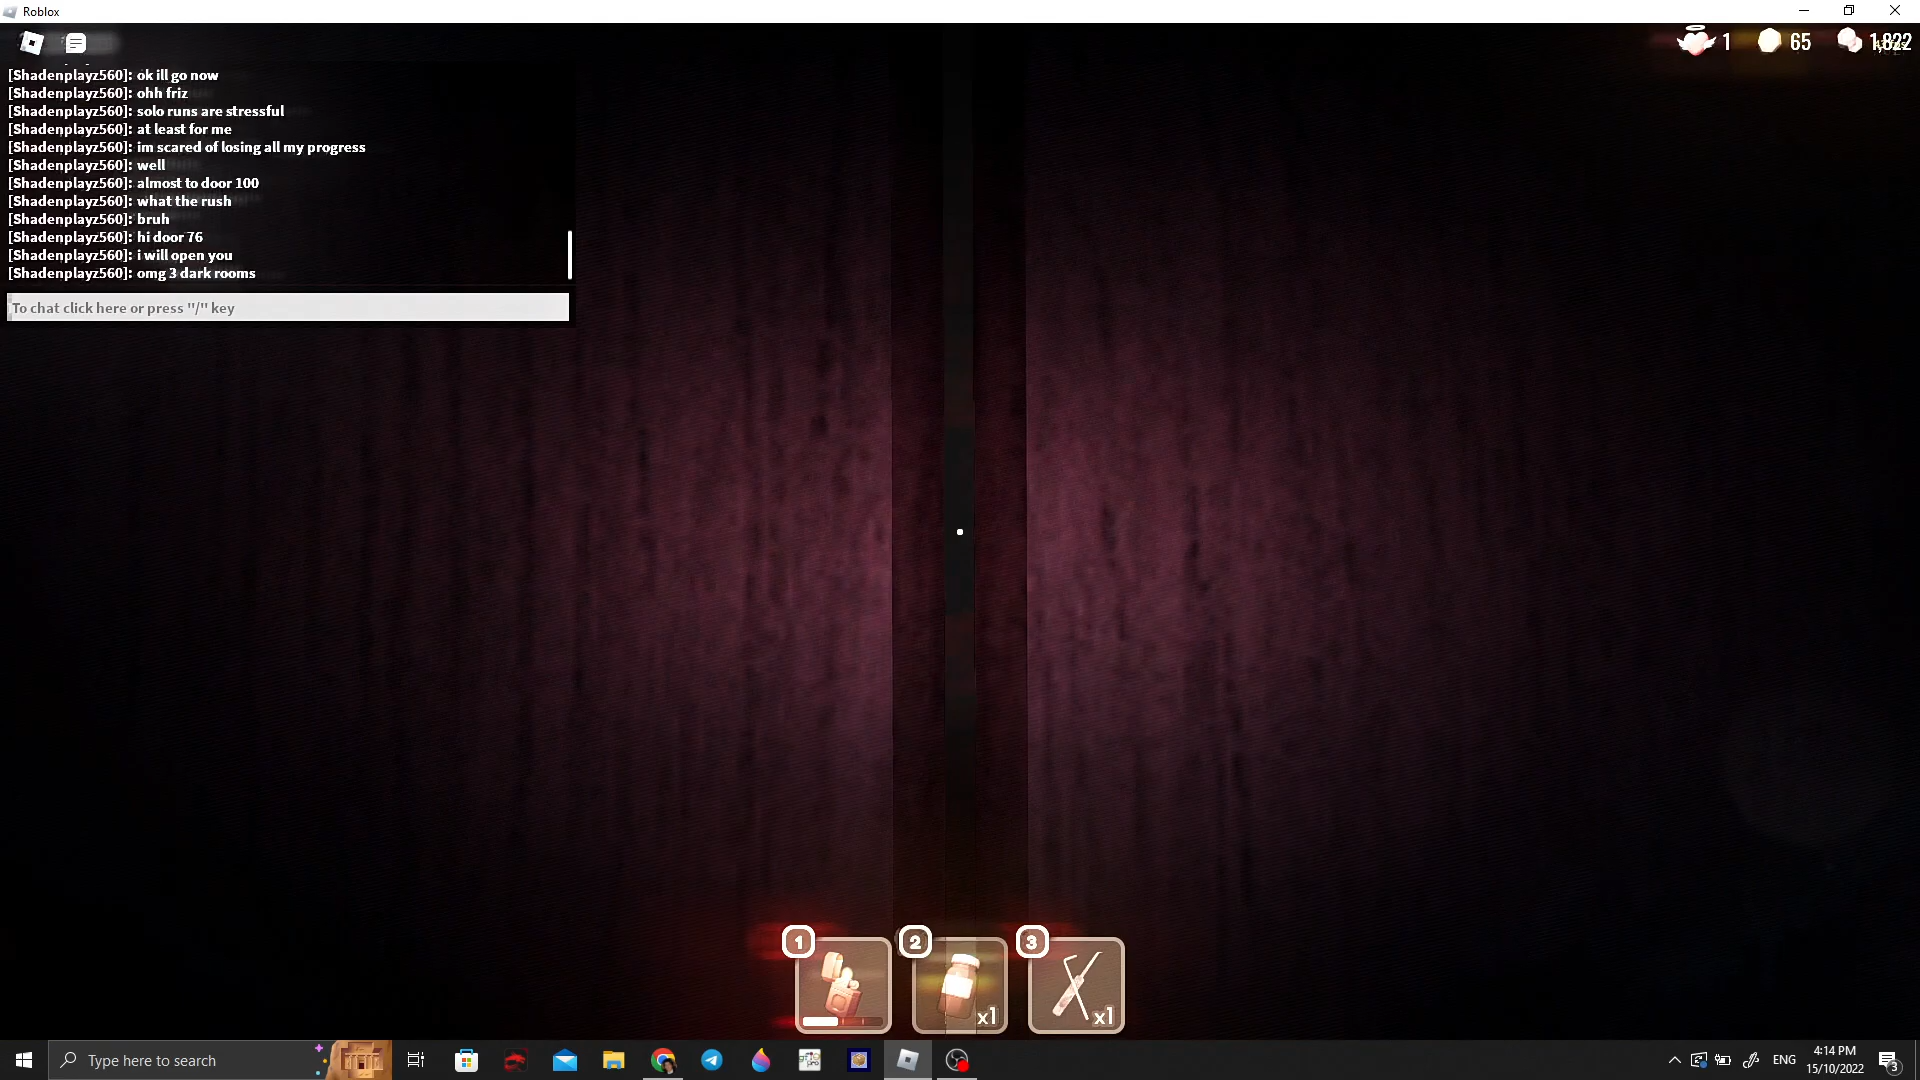 Roblox
1
65
1,822
[Shadenplayz560]: ok ill go now
[Shadenplayz560]: ohh friz
[Shadenplayz560]: solo runs are stressful
[Shadenplayz560]: at least for me
[Shadenplayz560]: im scared of losing all my progress
[Shadenplayz560]: well
[Shadenplayz560]: almost to door 100
[Shadenplayz560]: what the rush
[Shadenplayz560]: bruh
[Shadenplayz560]: hi door 76
[Shadenplayz560]: i will open you
[Shadenplayz560]: omg 3 dark rooms
To chat click here or press "/" key
1
2
3
x1
x1
Type here to search
ENG
4:14 PM
15/10/2022
3